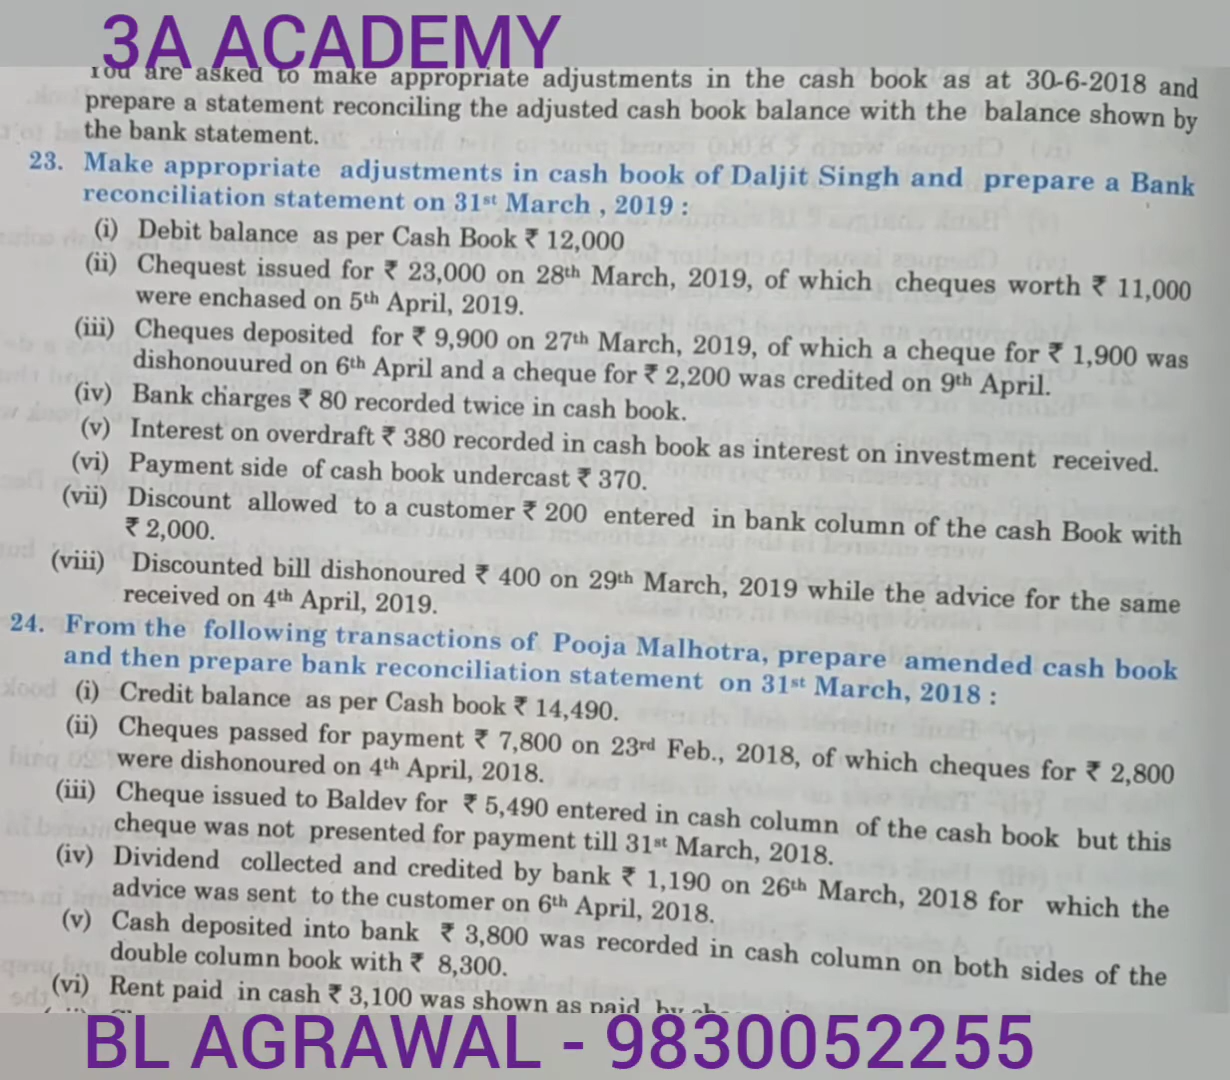 3A ACADEMY
You are asked to make appropriate adjustments in the cash book as at 30-6-2018 and
prepare a statement reconciling the adjusted cash book balance with the balance shown by
the bank statement.
23. Make appropriate adjustments in cash book of Daljit Singh and prepare a Bank
reconciliation statement on 31st March , 2019 :
(i) Debit balance as per Cash Book ₹ 12,000
(ii) Chequest issued for ₹ 23,000 on 28th March, 2019, of which cheques worth ₹ 11,000
were enchased on 5th April, 2019.
(iii) Cheques deposited for ₹ 9,900 on 27th March, 2019, of which a cheque for ₹ 1,900 was
dishonouured on 6th April and a cheque for ₹ 2,200 was credited on 9th April.
(iv) Bank charges ₹ 80 recorded twice in cash book.
(v) Interest on overdraft ₹ 380 recorded in cash book as interest on investment received.
(vi) Payment side of cash book undercast ₹ 370.
(vii) Discount allowed to a customer ₹ 200 entered in bank column of the cash Book with
₹ 2,000.
(viii) Discounted bill dishonoured ₹ 400 on 29th March, 2019 while the advice for the same
received on 4th April, 2019.
24. From the following transactions of Pooja Malhotra, prepare amended cash book
and then prepare bank reconciliation statement on 31st March, 2018 :
(i) Credit balance as per Cash book ₹ 14,490.
(ii) Cheques passed for payment ₹ 7,800 on 23rd Feb., 2018, of which cheques for ₹ 2,800
were dishonoured on 4th April, 2018.
(iii) Cheque issued to Baldev for ₹ 5,490 entered in cash column of the cash book but this
cheque was not presented for payment till 31st March, 2018.
(iv) Dividend collected and credited by bank ₹ 1,190 on 26th March, 2018 for which the
advice was sent to the customer on 6th April, 2018.
(v) Cash deposited into bank ₹ 3,800 was recorded in cash column on both sides of the
double column book with ₹ 8,300.
(vi) Rent paid in cash ₹ 3,100 was shown as paid by
BL AGRAWAL - 9830052255